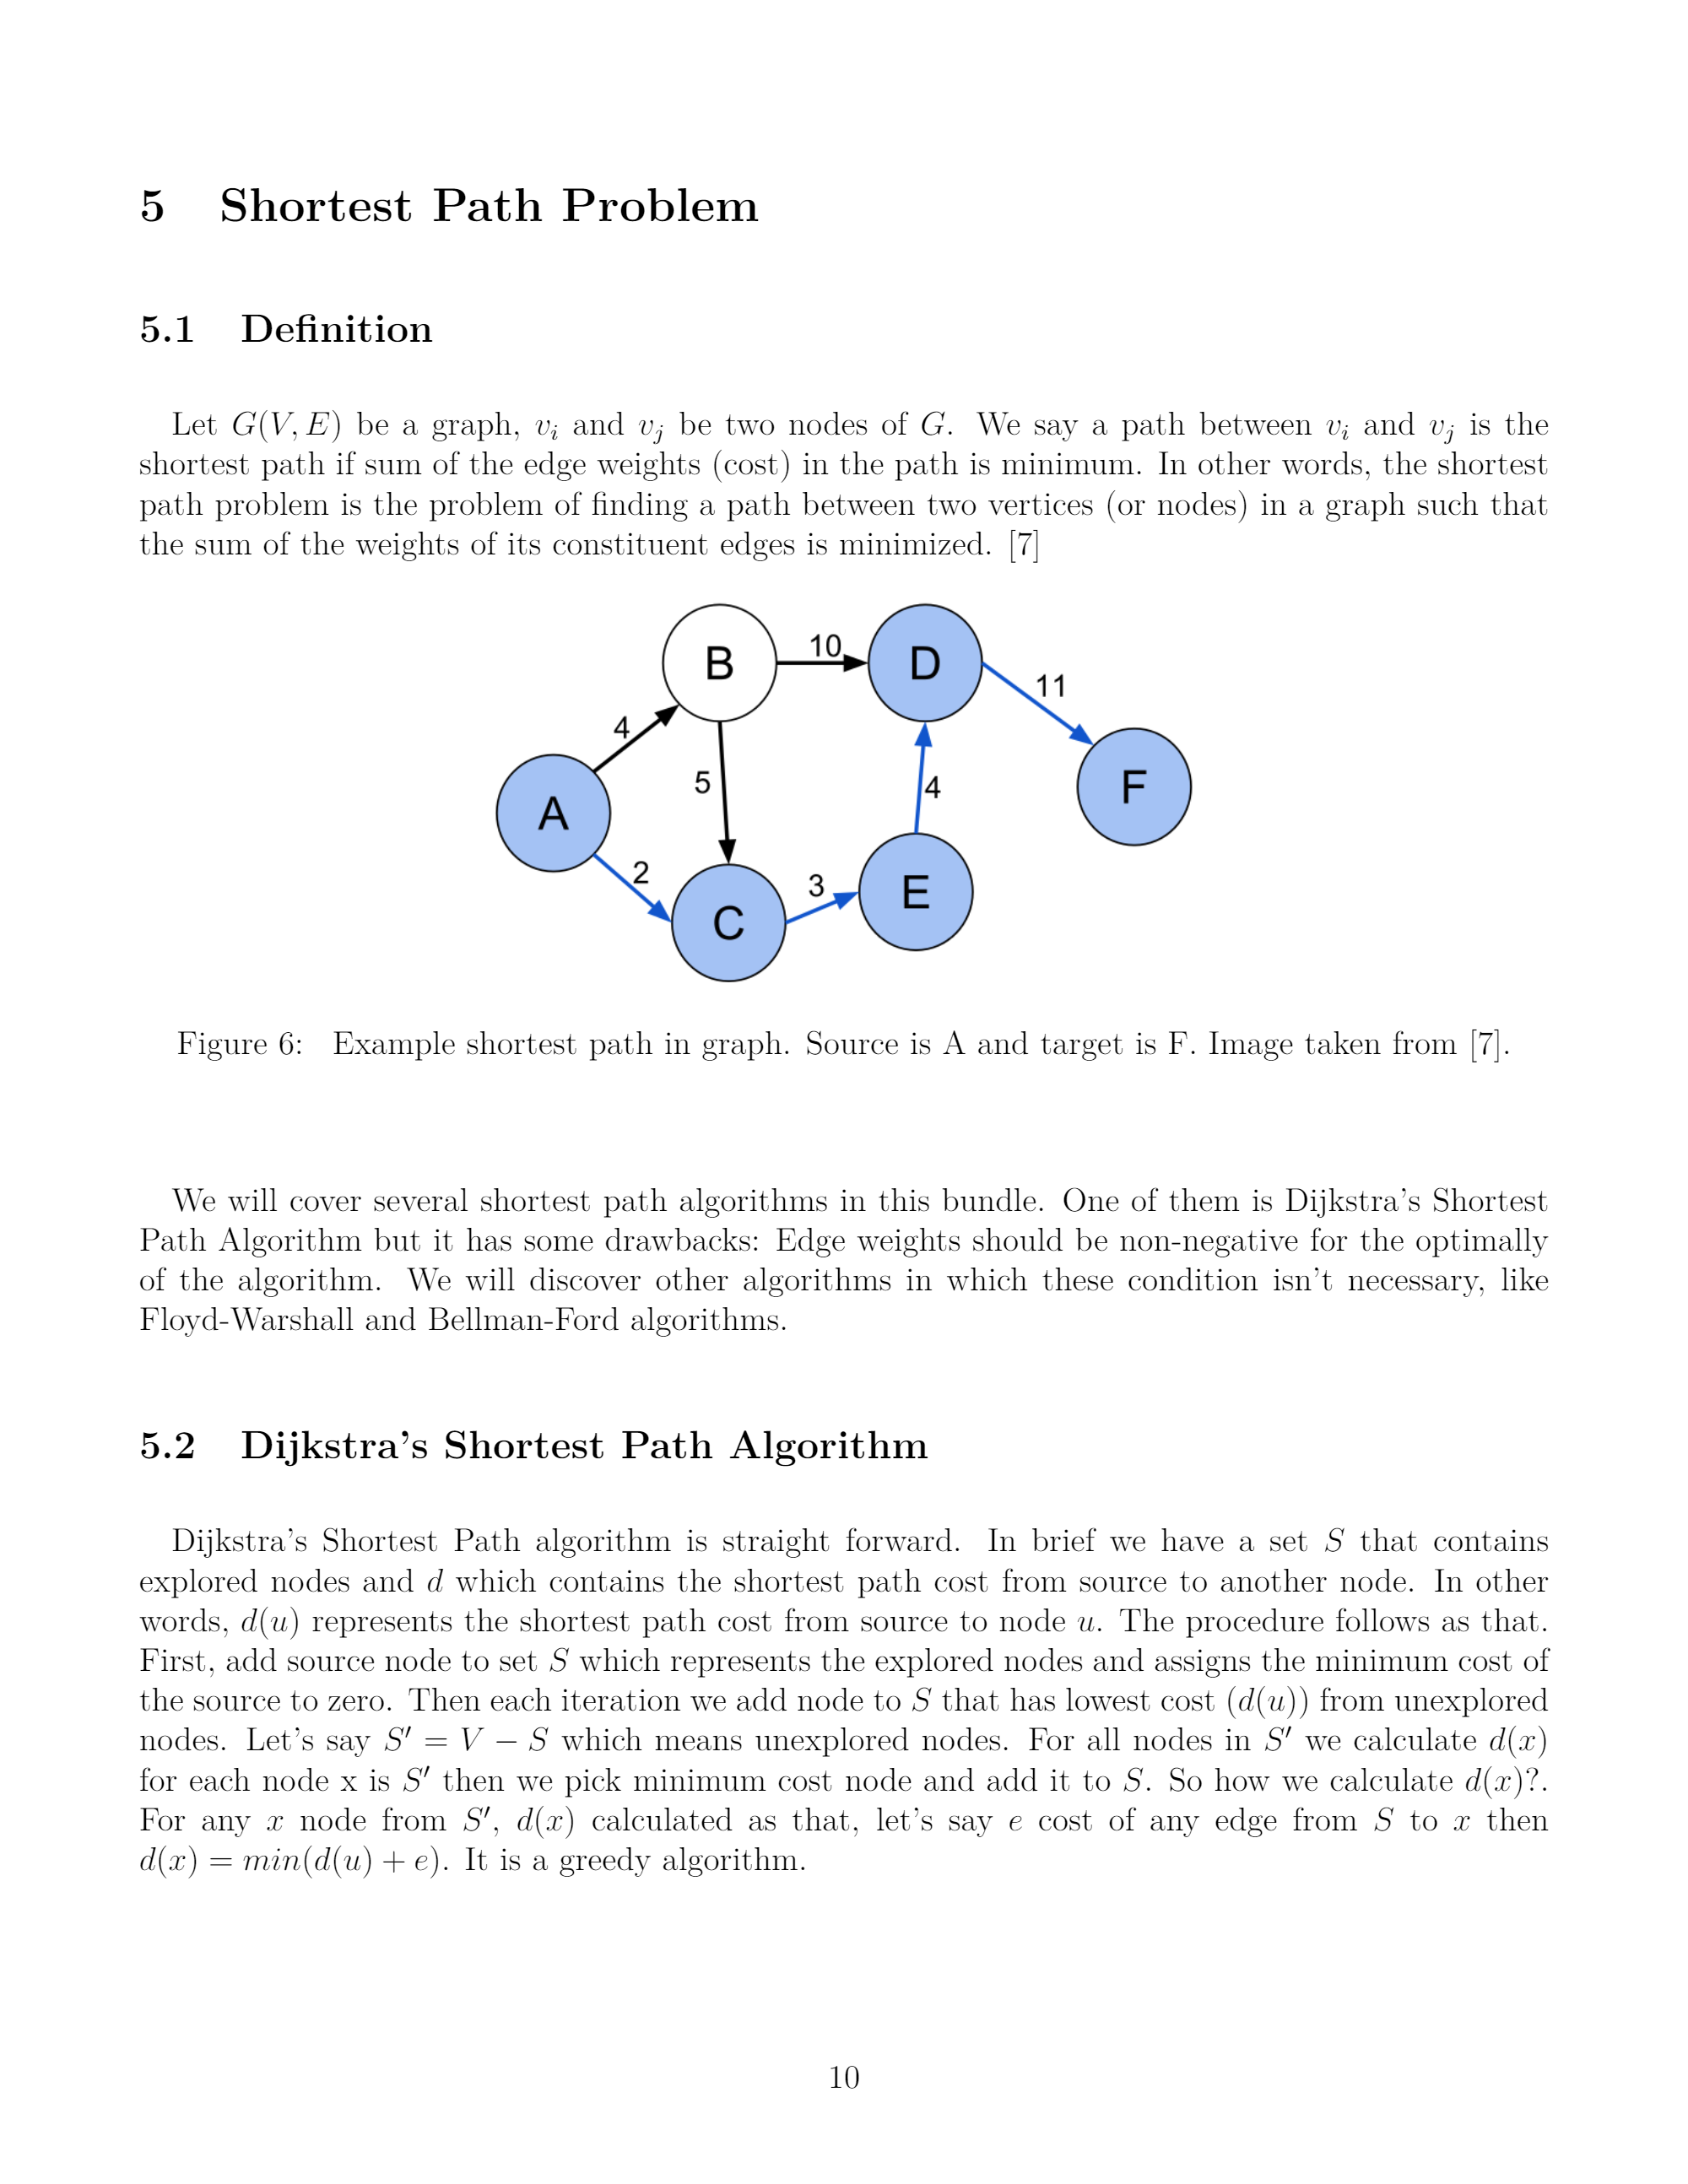 5 Shortest Path Problem
5.1 Definition
Let G(V, E) be a graph, v_i and v_j be two nodes of G. We say a path between v_i and v_j is the
shortest path if sum of the edge weights (cost) in the path is minimum. In other words, the shortest
path problem is the problem of finding a path between two vertices (or nodes) in a graph such that
the sum of the weights of its constituent edges is minimized. [7]
B
10
D
11
4
5
4
F
A
2
3
E
C
Figure 6: Example shortest path in graph. Source is A and target is F. Image taken from [7].
We will cover several shortest path algorithms in this bundle. One of them is Dijkstra's Shortest
Path Algorithm but it has some drawbacks: Edge weights should be non-negative for the optimally
of the algorithm. We will discover other algorithms in which these condition isn't necessary, like
Floyd-Warshall and Bellman-Ford algorithms.
5.2 Dijkstra's Shortest Path Algorithm
Dijkstra's Shortest Path algorithm is straight forward. In brief we have a set S that contains
explored nodes and d which contains the shortest path cost from source to another node. In other
words, d(u) represents the shortest path cost from source to node u. The procedure follows as that.
First, add source node to set S which represents the explored nodes and assigns the minimum cost of
the source to zero. Then each iteration we add node to S that has lowest cost (d(u)) from unexplored
nodes. Let's say S′ = V − S which means unexplored nodes. For all nodes in S′ we calculate d(x)
for each node x is S′ then we pick minimum cost node and add it to S. So how we calculate d(x)?.
For any x node from S′, d(x) calculated as that, let's say e cost of any edge from S to x then
d(x) = min(d(u) + e). It is a greedy algorithm.
10